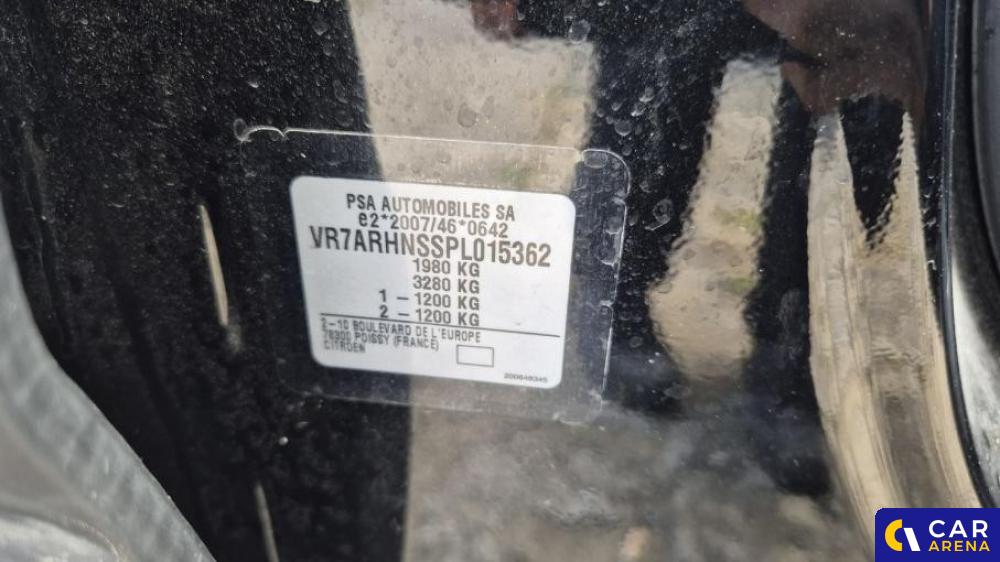 PSA AUTOMOBILES SA
e2*2007/46*0642
VR7ARHNSSPL015362
1980 KG
3280 KG
1 – 1200 KG
2 – 1200 KG
2-10 BOULEVARD DE L'EUROPE
78300 POISSY (FRANCE)
CITROEN
200648345
CAR
ARENA